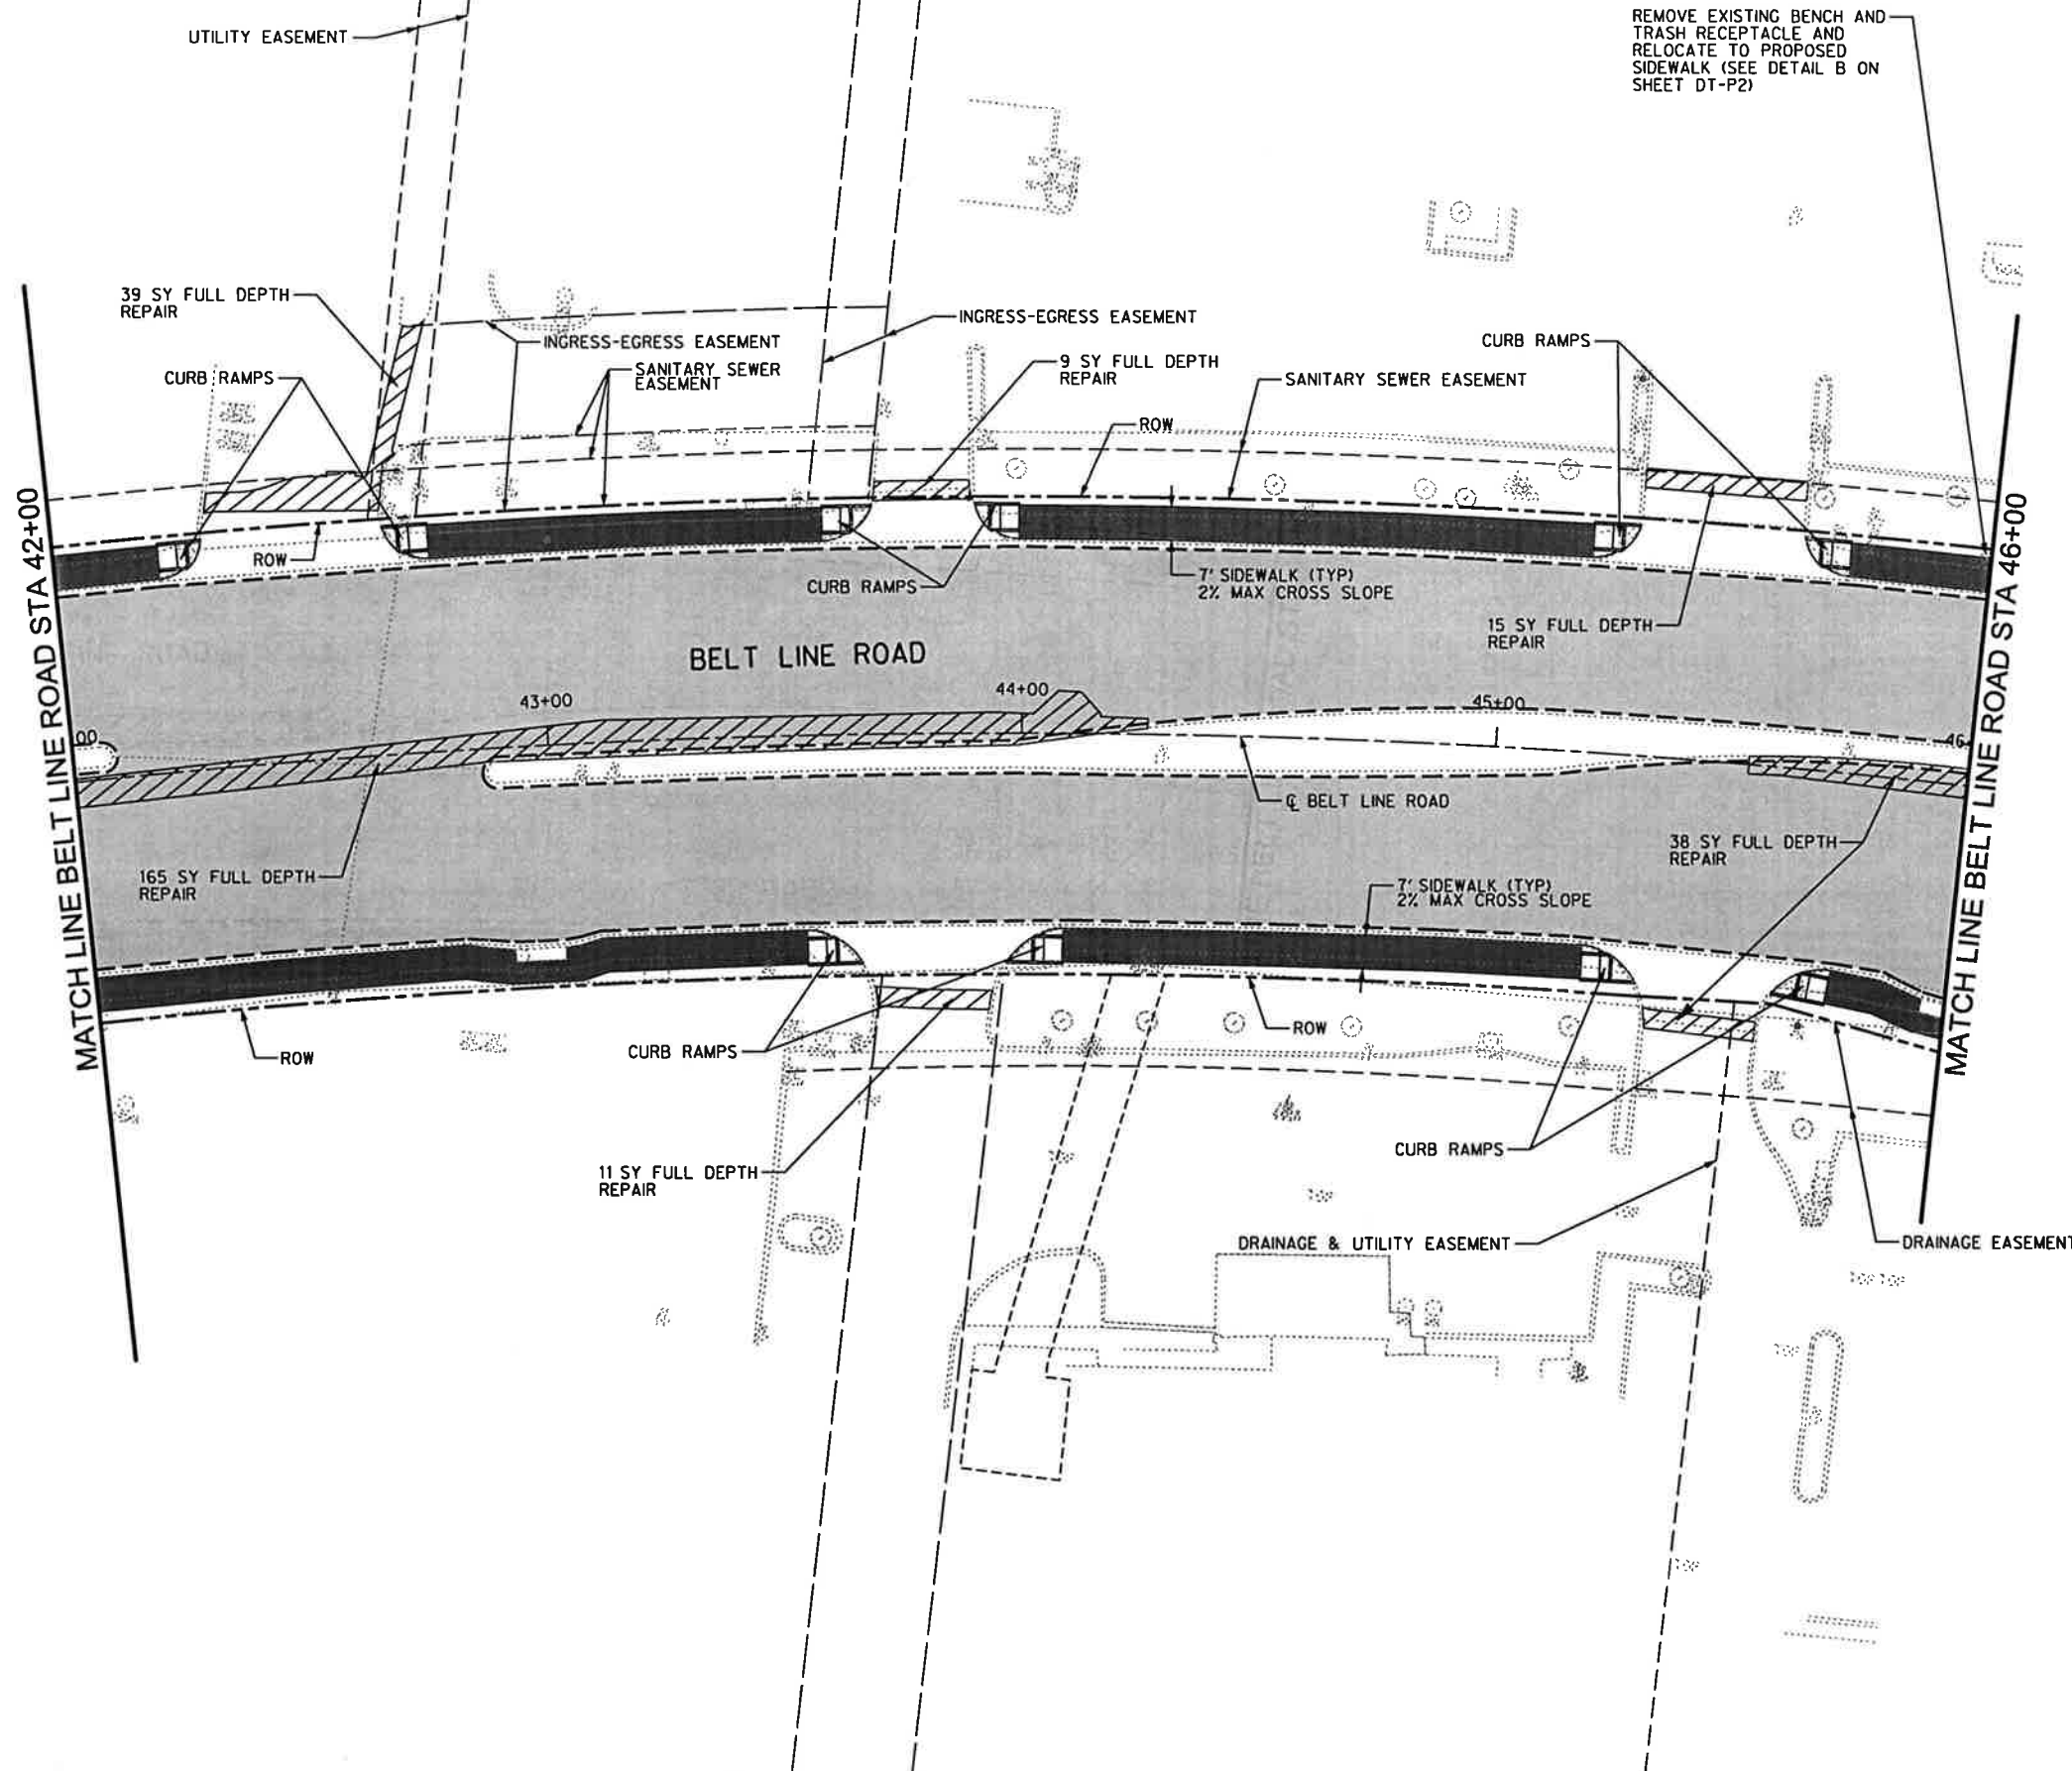 UTILITY EASEMENT
REMOVE EXISTING BENCH AND
TRASH RECEPTACLE AND
RELOCATE TO PROPOSED
SIDEWALK (SEE DETAIL B ON
SHEET DT-P2)
39 SY FULL DEPTH
REPAIR
INGRESS-EGRESS EASEMENT
INGRESS-EGRESS EASEMENT
CURB RAMPS
CURB RAMPS
SANITARY SEWER
EASEMENT
9 SY FULL DEPTH
REPAIR
SANITARY SEWER EASEMENT
ROW
ROW
CURB RAMPS
7' SIDEWALK (TYP)
2% MAX CROSS SLOPE
15 SY FULL DEPTH
REPAIR
MATCH LINE BELT LINE ROAD STA 42+00
MATCH LINE BELT LINE ROAD STA 46+00
BELT LINE ROAD
43+00
44+00
45+00
00
46
℄ BELT LINE ROAD
165 SY FULL DEPTH
REPAIR
38 SY FULL DEPTH
REPAIR
7' SIDEWALK (TYP)
2% MAX CROSS SLOPE
ROW
ROW
CURB RAMPS
CURB RAMPS
11 SY FULL DEPTH
REPAIR
DRAINAGE & UTILITY EASEMENT
DRAINAGE EASEMENT